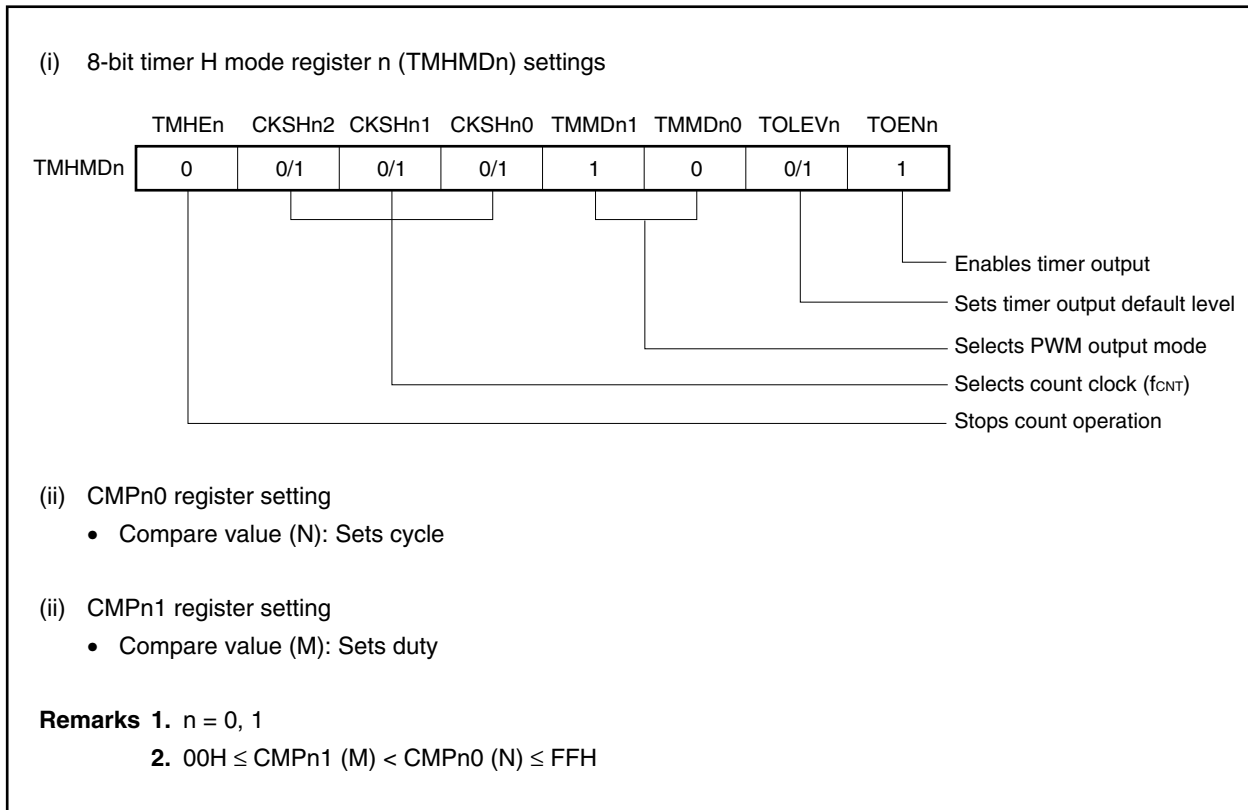 (i) 8-bit timer H mode register n (TMHMDn) settings
TMHEn CKSHn2 CKSHn1 CKSHn0 TMMDn1 TMMDn0 TOLEVn TOENn
TMHMDn 0 0/1 0/1 0/1 1 0 0/1 1
Enables timer output
Sets timer output default level
Selects PWM output mode
Selects count clock (fCNT)
Stops count operation
(ii) CMPn0 register setting
• Compare value (N): Sets cycle
(ii) CMPn1 register setting
• Compare value (M): Sets duty
Remarks 1. n = 0, 1
2. 00H ≤ CMPn1 (M) < CMPn0 (N) ≤ FFH